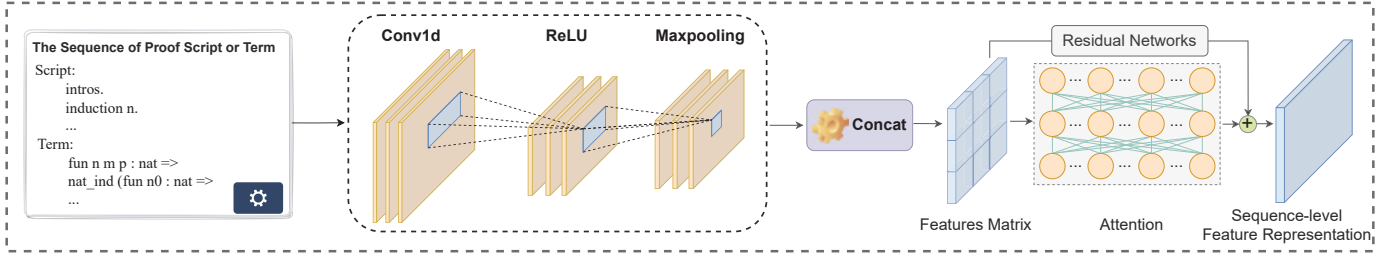 The Sequence of Proof Script or Term
Script:
intros.
induction n.
...
Term:
fun n m p : nat =>
nat_ind (fun n0 : nat =>
...
Conv1d
ReLU
Maxpooling
Concat
Features Matrix
Residual Networks
... ... ...
... ... ...
... ... ...
+
Attention
Sequence-level
Feature Representation